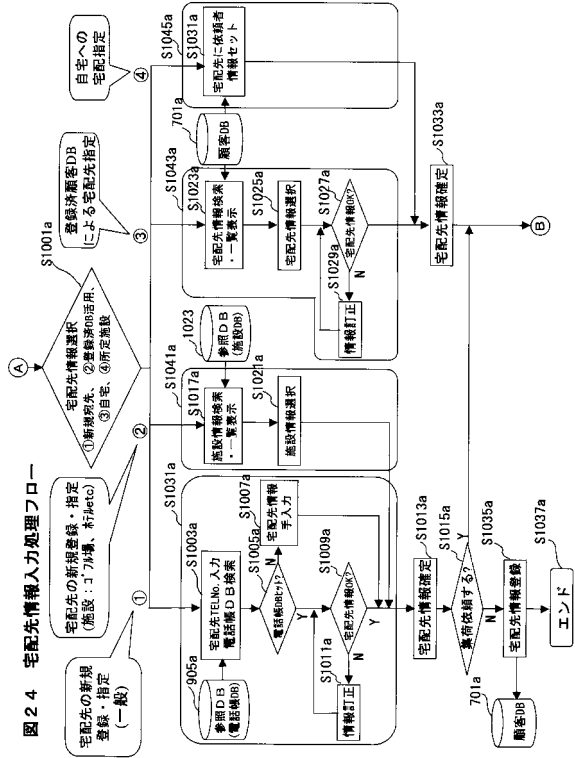 図24 宅配先情報入力処理フロー
A
S1001a
宅配先情報選択
①新規宛先、②登録済DB活用、
③自宅、④所定施設
宅配先の新規
登録・指定
(一般)
①
宅配先の新規登録・指定
(施設:ゴルフ場、ホテルetc)
②
登録済顧客DB
による宅配先指定
③
自宅への
宅配指定
④
S1031a
S1003a
宅配先TELNo.入力
電話帳DB検索
905a
参照DB
(電話帳DB)
S1005a
電話帳DBヒット?
N
Y
S1007a
宅配先情報
手入力
S1009a
宅配先情報OK?
N
Y
S1011a
情報訂正
S1041a
S1017a
施設情報検索
・一覧表示
1023
参照DB
(施設DB)
S1021a
施設情報選択
S1043a
S1023a
宅配先情報検索
・一覧表示
701a
顧客DB
S1025a
宅配先情報選択
S1027a
宅配先情報OK?
N
S1029a
情報訂正
S1045a
S1031a
宅配先に依頼者
情報セット
S1033a
宅配先情報確定
B
S1013a
宅配先情報確定
S1015a
集荷依頼する?
Y
N
S1035a
宅配先情報登録
701a
顧客DB
S1037a
エンド